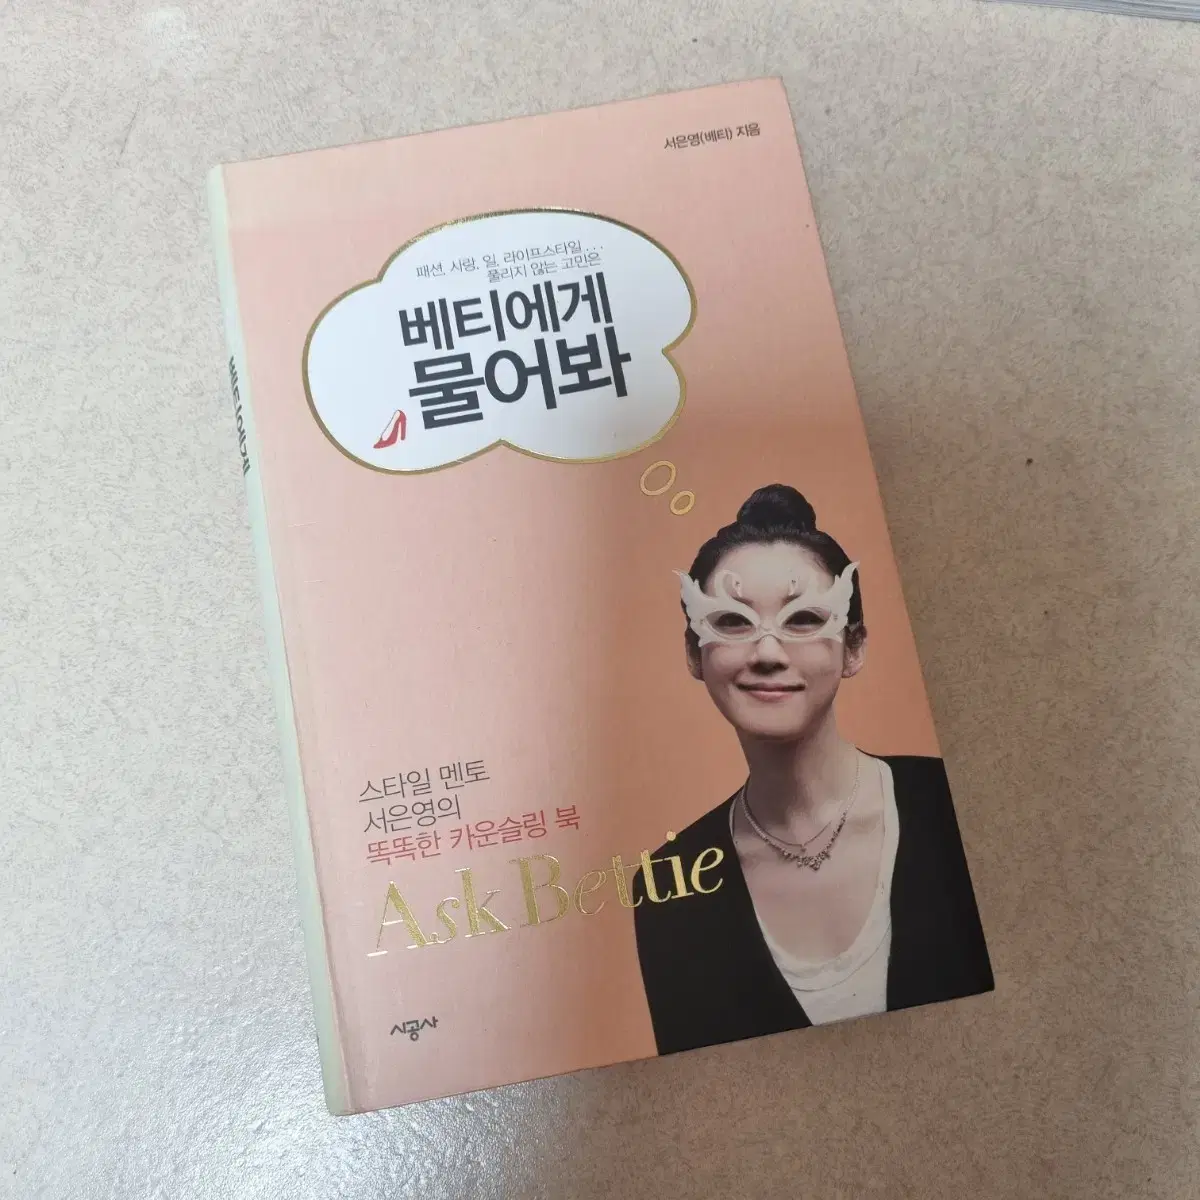 서은영(베티) 지음
패션, 사랑, 일, 라이프스타일...
풀리지 않는 고민은
베티에게
물어봐
베티에게
스타일 멘토
서은영의
똑똑한 카운슬링 북
Ask Bettie
시공사